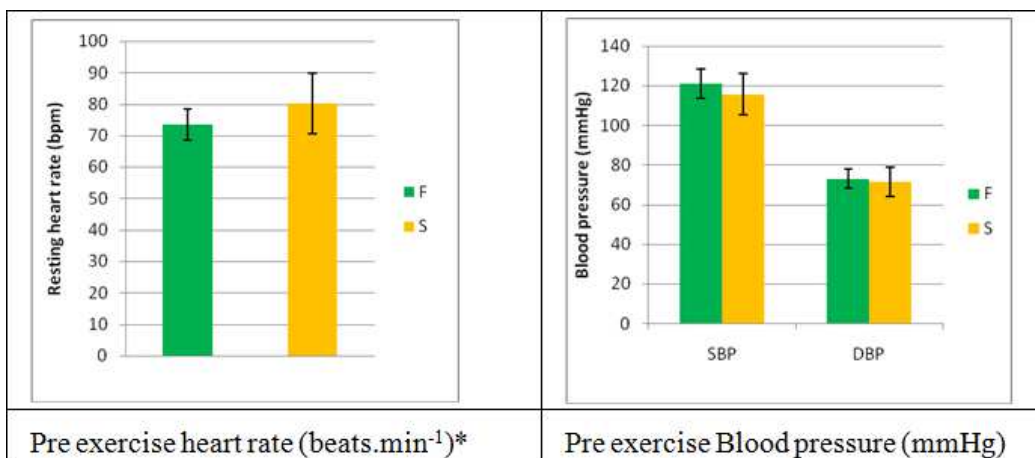 100
90
80
70
60
50
40
30
20
10
0
Resting heart rate (bpm)
F
S
140
120
100
80
60
40
20
0
Blood pressure (mmHg)
SBP
DBP
F
S
Pre exercise heart rate (beats.min-1)*
Pre exercise Blood pressure (mmHg)